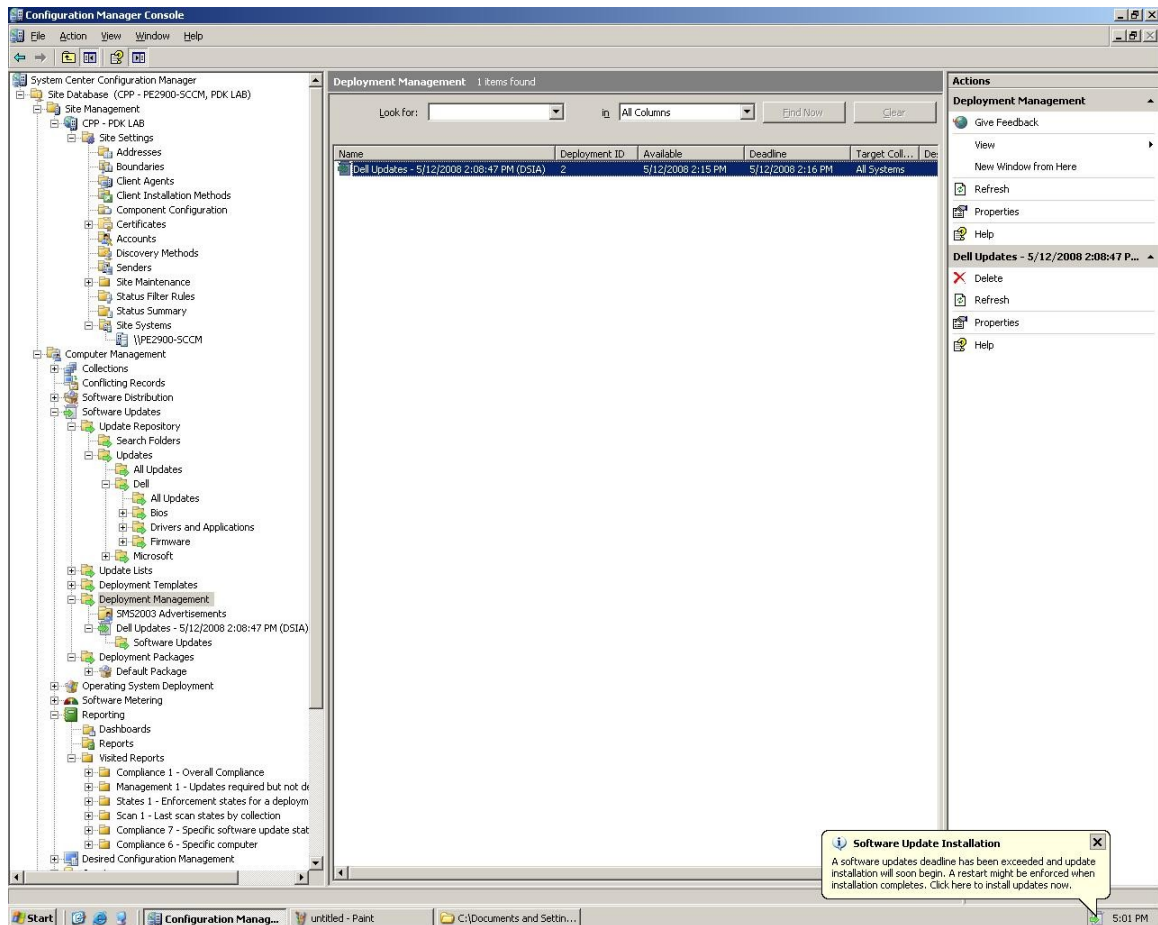 Configuration Manager Console
File Action View Window Help
System Center Configuration Manager
Site Database (CPP - PE2900-SCCM, PDK LAB)
Site Management
CPP - PDK LAB
Site Settings
Addresses
Boundaries
Client Agents
Client Installation Methods
Component Configuration
Certificates
Accounts
Discovery Methods
Senders
Site Maintenance
Status Filter Rules
Status Summary
Site Systems
\\PE2900-SCCM
Computer Management
Collections
Conflicting Records
Software Distribution
Software Updates
Update Repository
Search Folders
Updates
All Updates
Dell
All Updates
Bios
Drivers and Applications
Firmware
Microsoft
Update Lists
Deployment Templates
Deployment Management
SMS2003 Advertisements
Dell Updates - 5/12/2008 2:08:47 PM (DSIA)
Software Updates
Deployment Packages
Default Package
Operating System Deployment
Software Metering
Reporting
Dashboards
Reports
Visited Reports
Compliance 1 - Overall Compliance
Management 1 - Updates required but not de
States 1 - Enforcement states for a deploym
Scan 1 - Last scan states by collection
Compliance 7 - Specific software update stat
Compliance 6 - Specific computer
Desired Configuration Management
Deployment Management 1 items found
Look for: in All Columns Find Now Clear
Name Deployment ID Available Deadline Target Coll... De
Dell Updates - 5/12/2008 2:08:47 PM (DSIA) 2 5/12/2008 2:15 PM 5/12/2008 2:16 PM All Systems
Actions
Deployment Management
Give Feedback
View
New Window from Here
Refresh
Properties
Help
Dell Updates - 5/12/2008 2:08:47 P...
Delete
Refresh
Properties
Help
Software Update Installation
A software updates deadline has been exceeded and update
installation will soon begin. A restart might be enforced when
installation completes. Click here to install updates now.
Start Configuration Manag... untitled - Paint C:\Documents and Settin... 5:01 PM